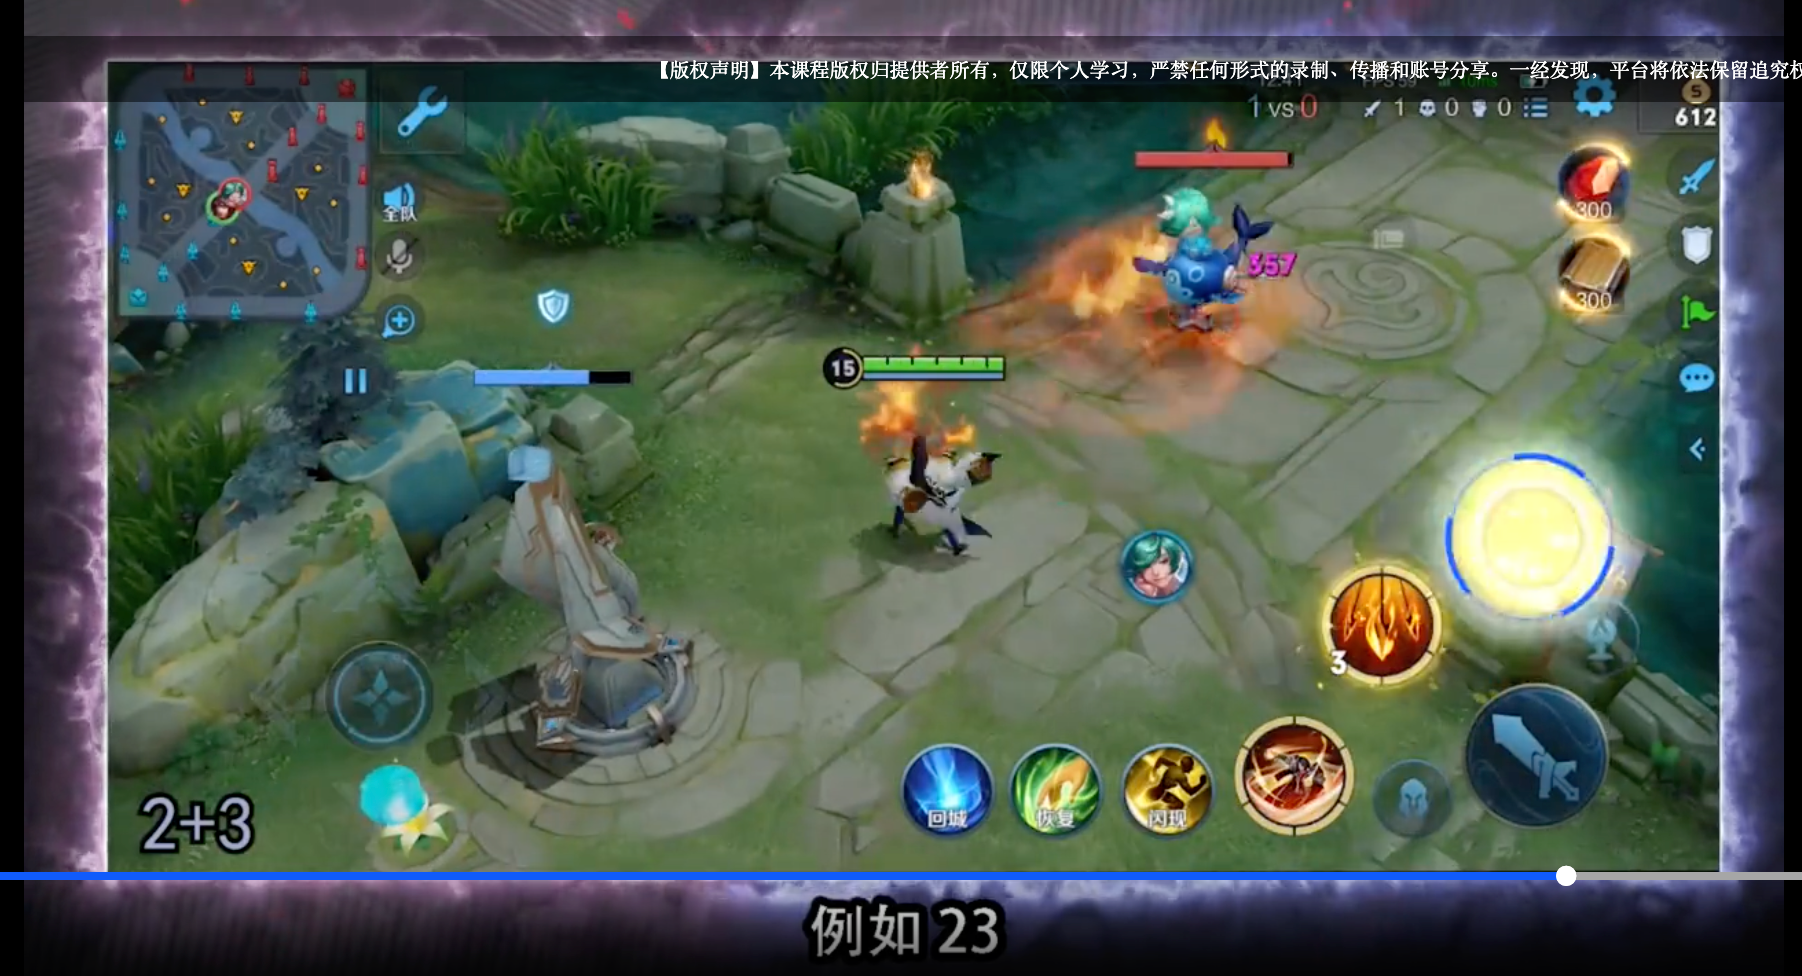 【版权声明】本课程版权归提供者所有，仅限个人学习，严禁任何形式的录制、传播和账号分享。一经发现，平台将依法保留追究权
1 vs 0
1 0 0
5
612
全队
300
300
357
15
3
回城
恢复
闪现
2+3
例如 23